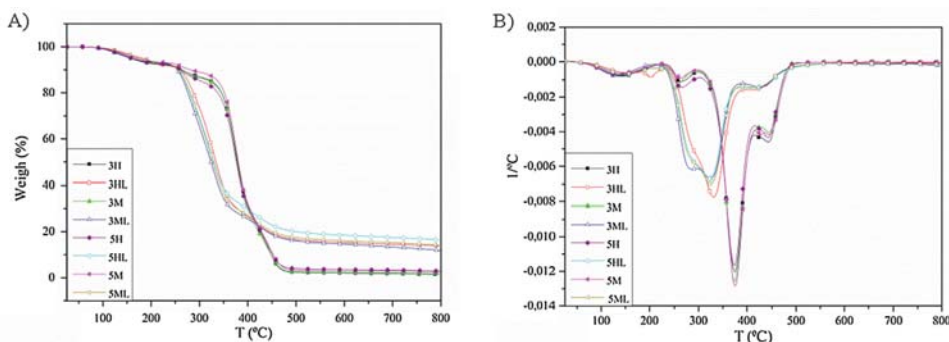 A)
100
80
60
40
20
0
Weigh (%)
3H
3HL
3M
3ML
5H
5HL
5M
5ML
0 100 200 300 400 500 600 700 800
T (ºC)
B)
0,002
0,000
-0,002
-0,004
-0,006
-0,008
-0,010
-0,012
-0,014
1/ºC
3H
3HL
3M
3ML
5H
5HL
5M
5ML
0 100 200 300 400 500 600 700 800
T (ºC)